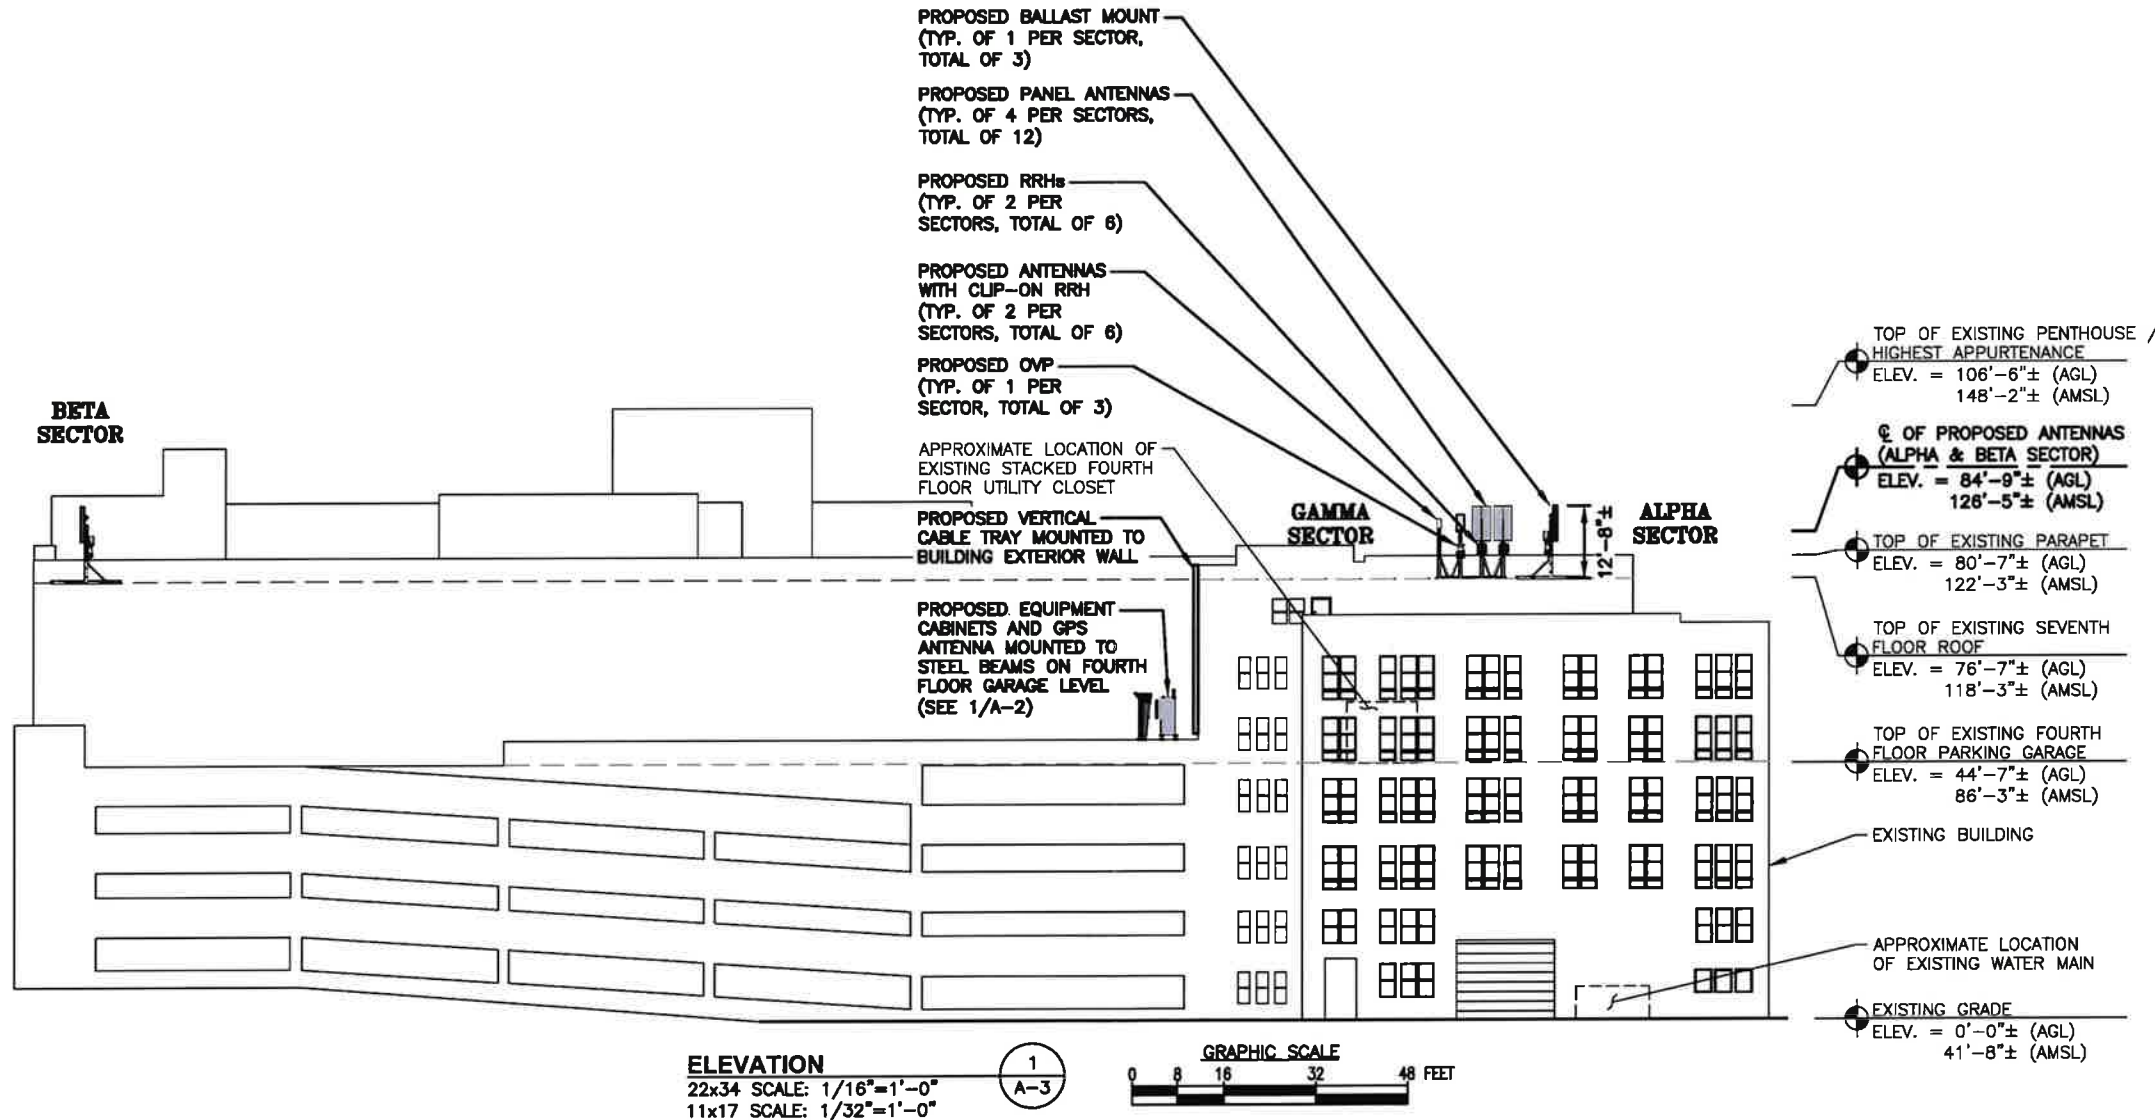 PROPOSED BALLAST MOUNT
(TYP. OF 1 PER SECTOR,
TOTAL OF 3)
PROPOSED PANEL ANTENNAS
(TYP. OF 4 PER SECTORS,
TOTAL OF 12)
PROPOSED RRHs
(TYP. OF 2 PER
SECTORS, TOTAL OF 6)
PROPOSED ANTENNAS
WITH CLIP-ON RRH
(TYP. OF 2 PER
SECTORS, TOTAL OF 6)
PROPOSED OVP
(TYP. OF 1 PER
SECTOR, TOTAL OF 3)
APPROXIMATE LOCATION OF
EXISTING STACKED FOURTH
FLOOR UTILITY CLOSET
PROPOSED VERTICAL
CABLE TRAY MOUNTED TO
BUILDING EXTERIOR WALL
PROPOSED EQUIPMENT
CABINETS AND GPS
ANTENNA MOUNTED TO
STEEL BEAMS ON FOURTH
FLOOR GARAGE LEVEL
(SEE 1/A-2)
BETA
SECTOR
GAMMA
SECTOR
12'-8"±
ALPHA
SECTOR
TOP OF EXISTING PENTHOUSE /
HIGHEST APPURTENANCE
ELEV. = 106'-6"± (AGL)
148'-2"± (AMSL)
℄ OF PROPOSED ANTENNAS
(ALPHA & BETA SECTOR)
ELEV. = 84'-9"± (AGL)
126'-5"± (AMSL)
TOP OF EXISTING PARAPET
ELEV. = 80'-7"± (AGL)
122'-3"± (AMSL)
TOP OF EXISTING SEVENTH
FLOOR ROOF
ELEV. = 76'-7"± (AGL)
118'-3"± (AMSL)
TOP OF EXISTING FOURTH
FLOOR PARKING GARAGE
ELEV. = 44'-7"± (AGL)
86'-3"± (AMSL)
EXISTING BUILDING
APPROXIMATE LOCATION
OF EXISTING WATER MAIN
EXISTING GRADE
ELEV. = 0'-0"± (AGL)
41'-8"± (AMSL)
ELEVATION
22x34 SCALE: 1/16"=1'-0"
11x17 SCALE: 1/32"=1'-0"
1
A-3
GRAPHIC SCALE
0 8 16 32 48 FEET